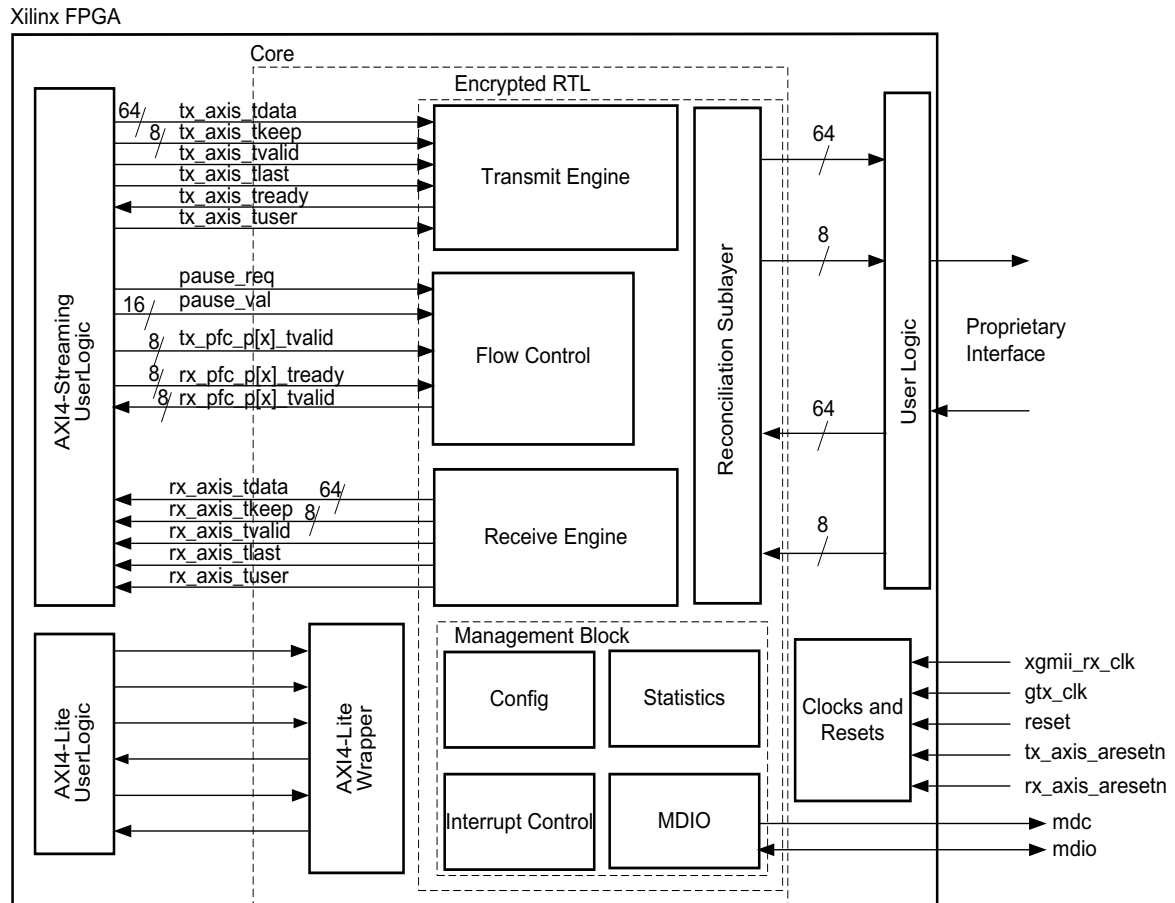 Xilinx FPGA
Core
Encrypted RTL
AXI4-Streaming
UserLogic
64
tx_axis_tdata
8
tx_axis_tkeep
tx_axis_tvalid
tx_axis_tlast
tx_axis_tready
tx_axis_tuser
Transmit Engine
pause_req
16
pause_val
8
tx_pfc_p[x]_tvalid
8
rx_pfc_p[x]_tready
8
rx_pfc_p[x]_tvalid
Flow Control
rx_axis_tdata
64
rx_axis_tkeep
8
rx_axis_tvalid
rx_axis_tlast
rx_axis_tuser
Receive Engine
Reconciliation Sublayer
64
8
64
8
User Logic
Proprietary
Interface
AXI4-Lite
UserLogic
AXI4-Lite
Wrapper
Management Block
Config
Statistics
Interrupt Control
MDIO
Clocks and
Resets
xgmii_rx_clk
gtx_clk
reset
tx_axis_aresetn
rx_axis_aresetn
mdc
mdio